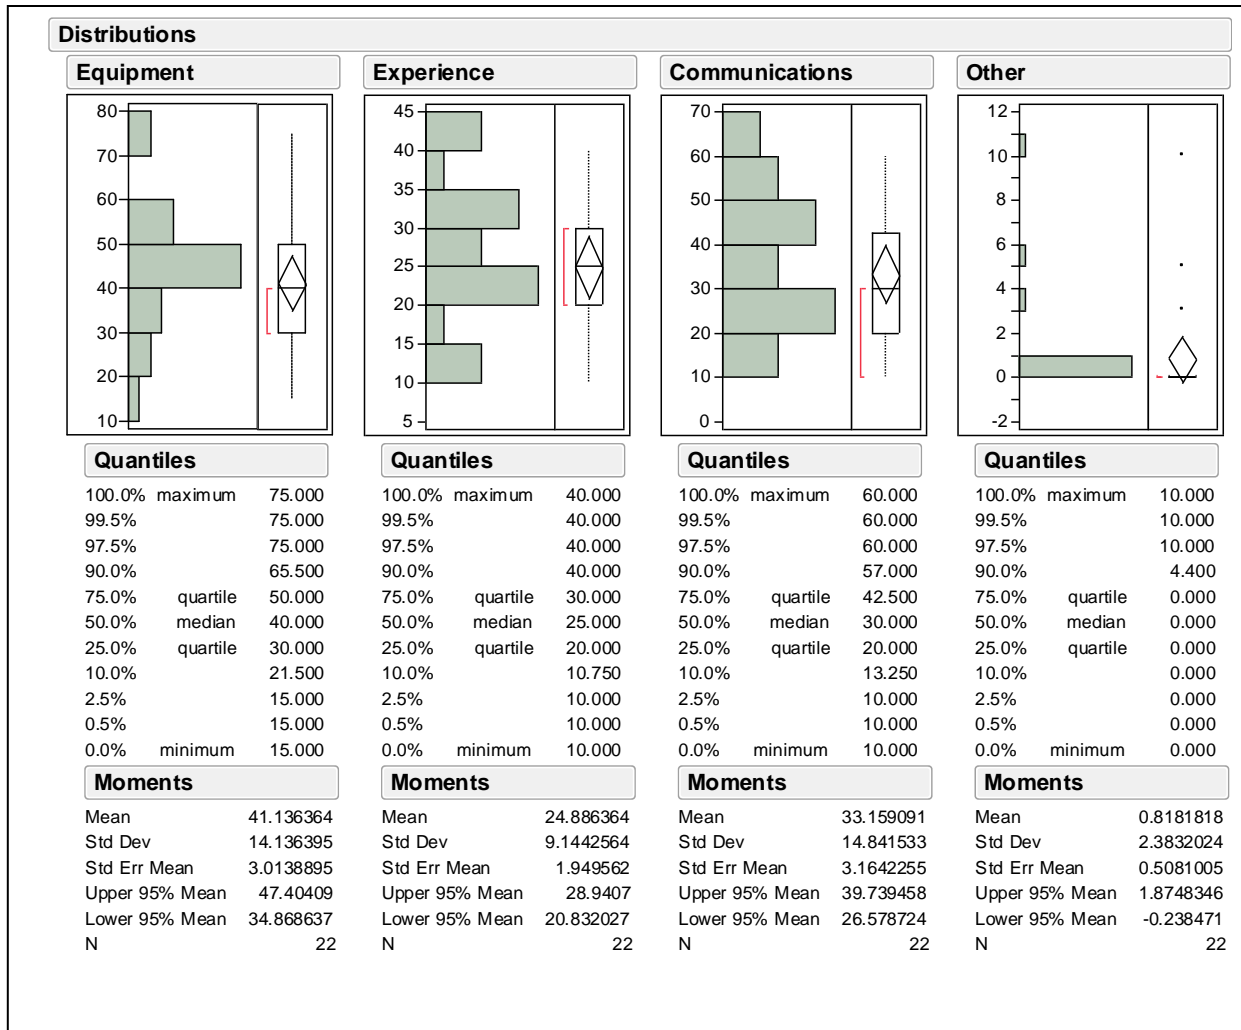 Distributions
Equipment
80
70
60
50
40
30
20
10
Quantiles
100.0% maximum 75.000
99.5% 75.000
97.5% 75.000
90.0% 65.500
75.0% quartile 50.000
50.0% median 40.000
25.0% quartile 30.000
10.0% 21.500
2.5% 15.000
0.5% 15.000
0.0% minimum 15.000
Moments
Mean 41.136364
Std Dev 14.136395
Std Err Mean 3.0138895
Upper 95% Mean 47.40409
Lower 95% Mean 34.868637
N 22
Experience
45
40
35
30
25
20
15
10
5
Quantiles
100.0% maximum 40.000
99.5% 40.000
97.5% 40.000
90.0% 40.000
75.0% quartile 30.000
50.0% median 25.000
25.0% quartile 20.000
10.0% 10.750
2.5% 10.000
0.5% 10.000
0.0% minimum 10.000
Moments
Mean 24.886364
Std Dev 9.1442564
Std Err Mean 1.949562
Upper 95% Mean 28.9407
Lower 95% Mean 20.832027
N 22
Communications
70
60
50
40
30
20
10
0
Quantiles
100.0% maximum 60.000
99.5% 60.000
97.5% 60.000
90.0% 57.000
75.0% quartile 42.500
50.0% median 30.000
25.0% quartile 20.000
10.0% 13.250
2.5% 10.000
0.5% 10.000
0.0% minimum 10.000
Moments
Mean 33.159091
Std Dev 14.841533
Std Err Mean 3.1642255
Upper 95% Mean 39.739458
Lower 95% Mean 26.578724
N 22
Other
12
10
8
6
4
2
0
-2
Quantiles
100.0% maximum 10.000
99.5% 10.000
97.5% 10.000
90.0% 4.400
75.0% quartile 0.000
50.0% median 0.000
25.0% quartile 0.000
10.0% 0.000
2.5% 0.000
0.5% 0.000
0.0% minimum 0.000
Moments
Mean 0.8181818
Std Dev 2.3832024
Std Err Mean 0.5081005
Upper 95% Mean 1.8748346
Lower 95% Mean -0.238471
N 22